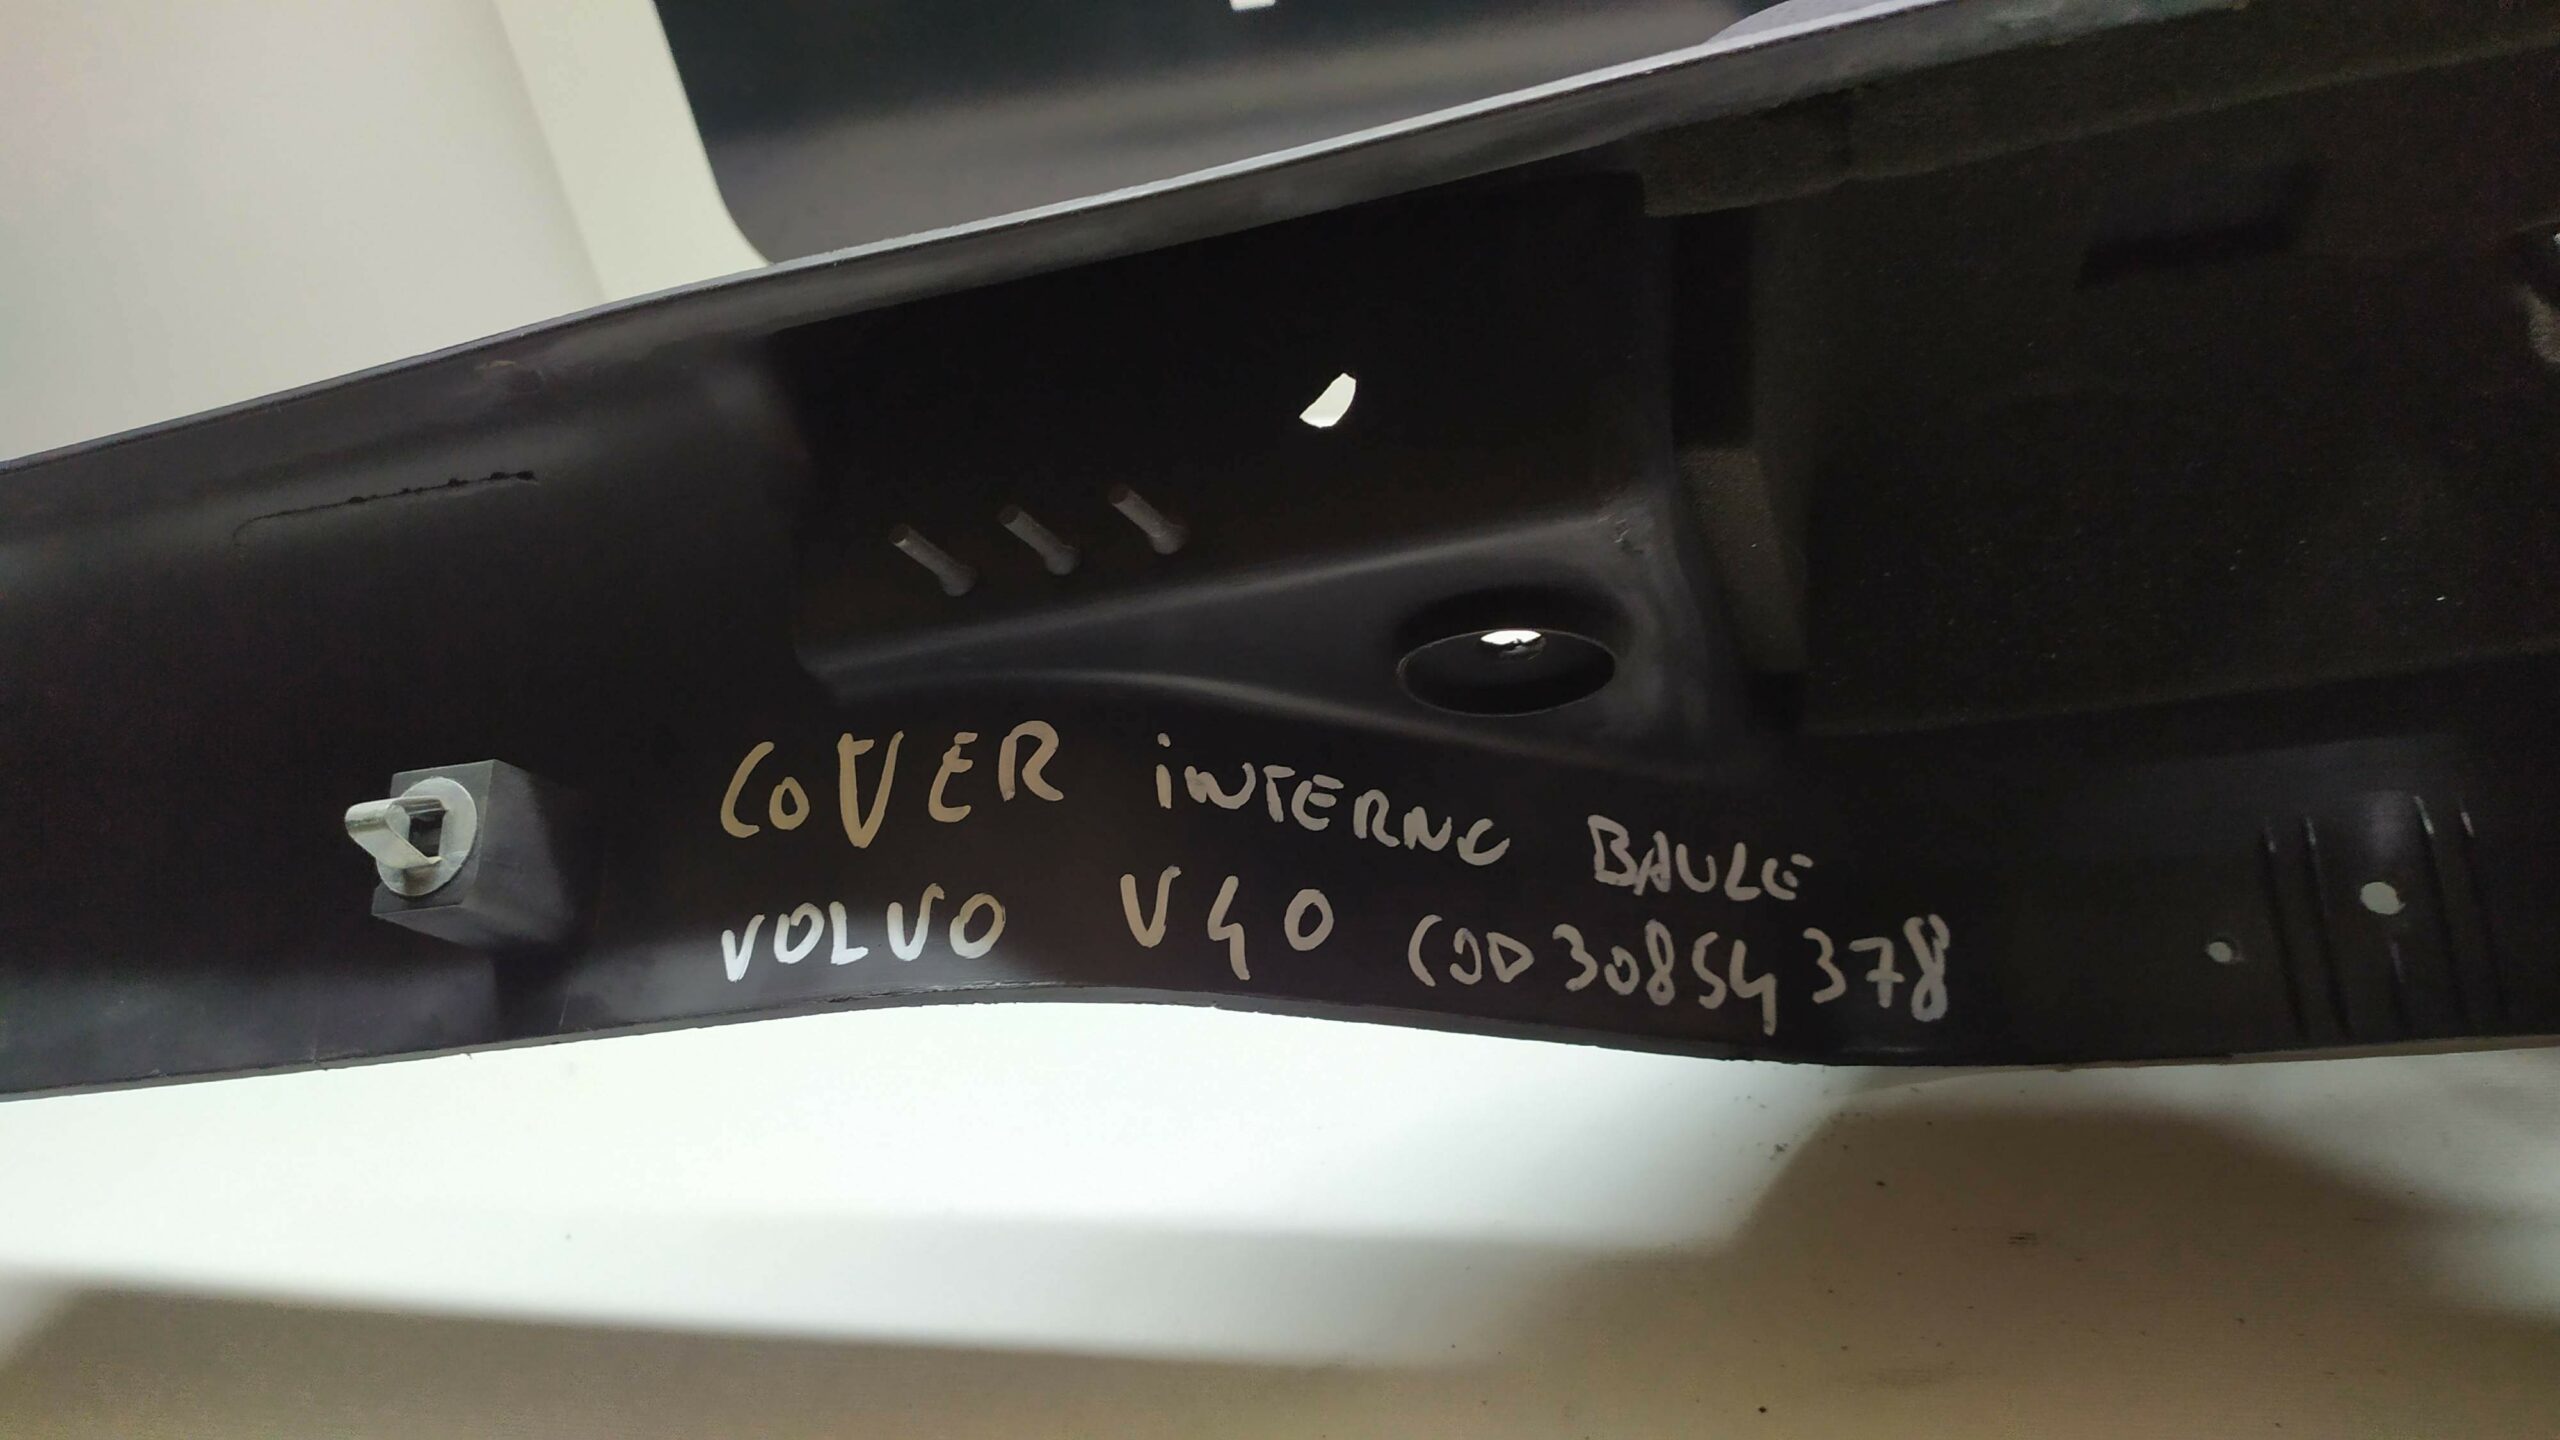 COVER iNTERNO BAULE
VOLVO V40 COD 30854378